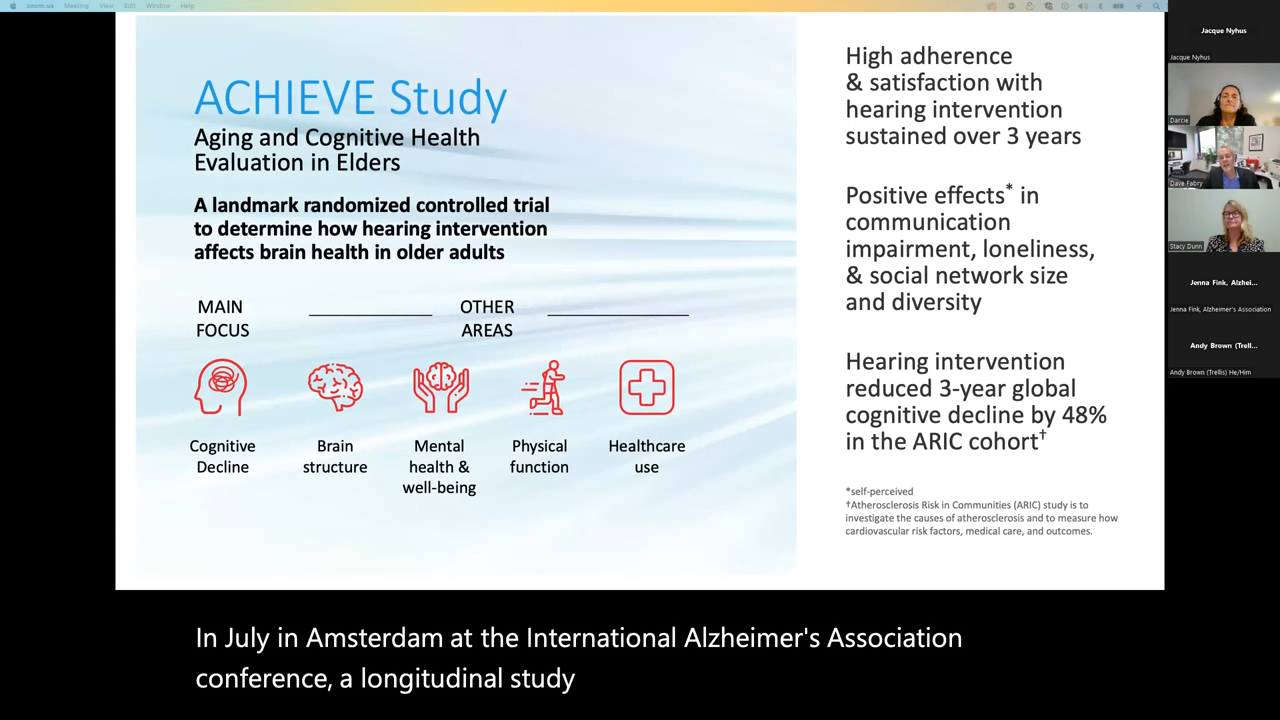 zoom.us Meeting View Edit Window Help
ACHIEVE Study
Aging and Cognitive Health
Evaluation in Elders
A landmark randomized controlled trial
to determine how hearing intervention
affects brain health in older adults
MAIN
FOCUS
OTHER
AREAS
Cognitive
Decline
Brain
structure
Mental
health &
well-being
Physical
function
Healthcare
use
High adherence
& satisfaction with
hearing intervention
sustained over 3 years
Positive effects* in
communication
impairment, loneliness,
& social network size
and diversity
Hearing intervention
reduced 3-year global
cognitive decline by 48%
in the ARIC cohort†
*self-perceived
†Atherosclerosis Risk in Communities (ARIC) study is to
investigate the causes of atherosclerosis and to measure how
cardiovascular risk factors, medical care, and outcomes.
Jacque Nyhus
Jacque Nyhus
Darcie
Dave Fabry
Stacy Dunn
Jenna Fink, Alzhei...
Jenna Fink, Alzheimer's Association
Andy Brown (Trell...
Andy Brown (Trellis) He/Him
In July in Amsterdam at the International Alzheimer's Association
conference, a longitudinal study